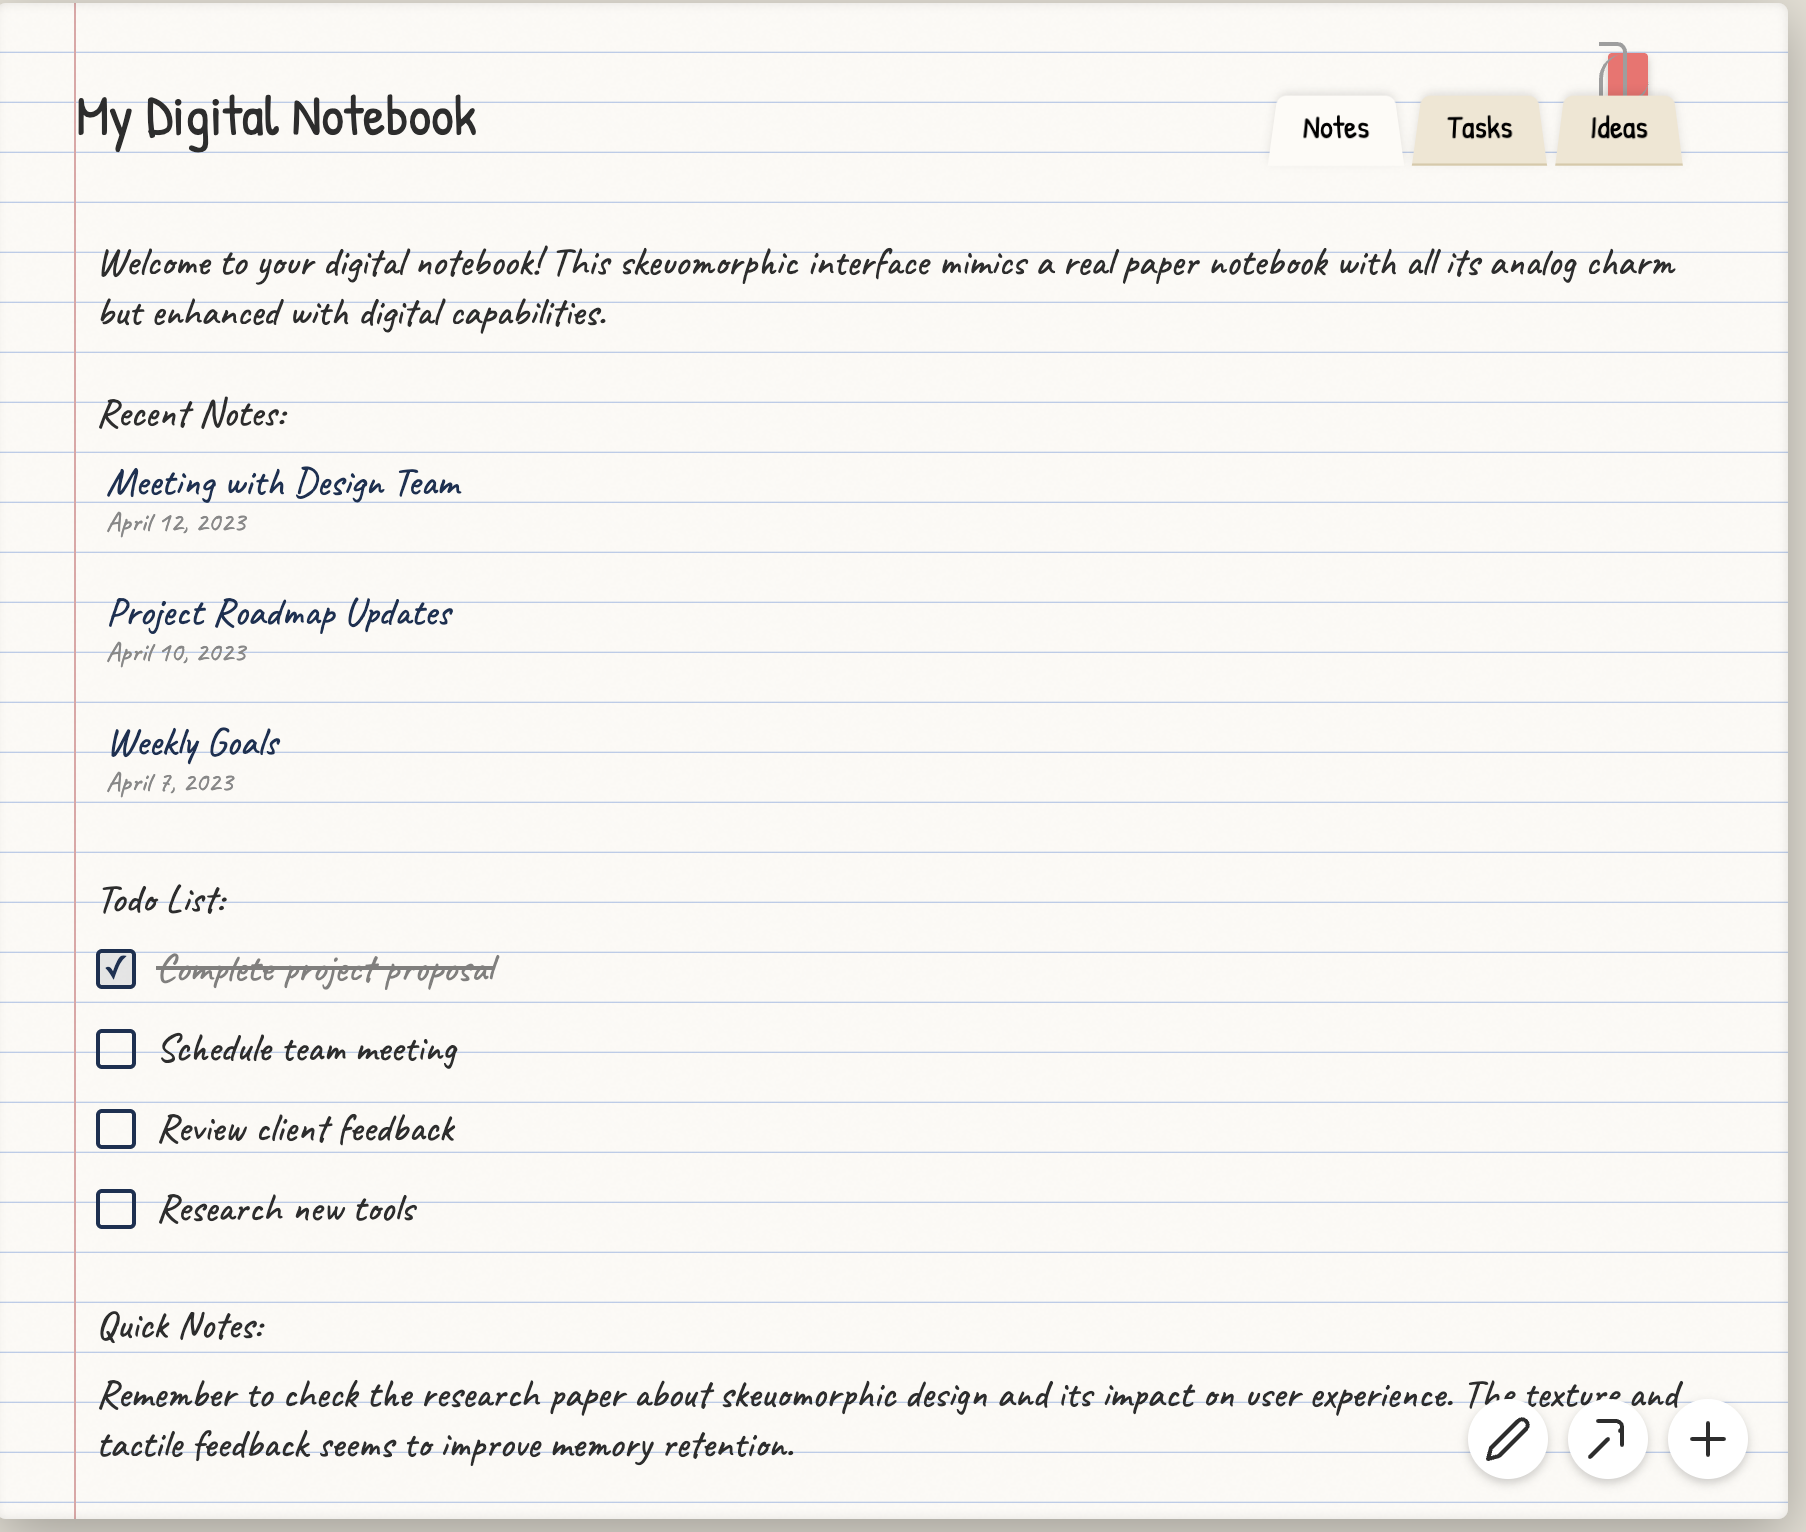 My Digital Notebook
Notes
Tasks
Ideas
Welcome to your digital notebook! This skeuomorphic interface mimics a real paper notebook with all its analog charm
but enhanced with digital capabilities.
Recent Notes:
Meeting with Design Team
April 12, 2023
Project Roadmap Updates
April 10, 2023
Weekly Goals
April 7, 2023
Todo List:
Complete project proposal
Schedule team meeting
Review client feedback
Research new tools
Quick Notes:
Remember to check the research paper about skeuomorphic design and its impact on user experience. The texture and
tactile feedback seems to improve memory retention.